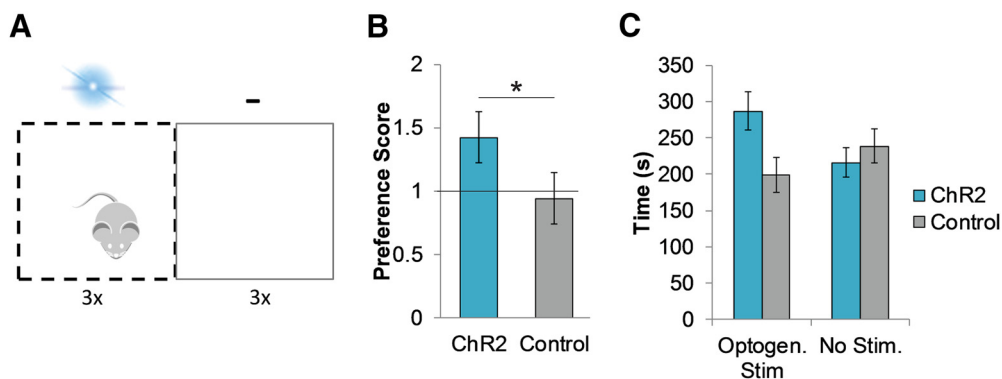 A
-
3x
3x
B
Preference Score
2
1.5
1
0.5
0
*
ChR2 Control
C
Time (s)
350
300
250
200
150
100
50
0
Optogen. No Stim.
Stim
ChR2
Control